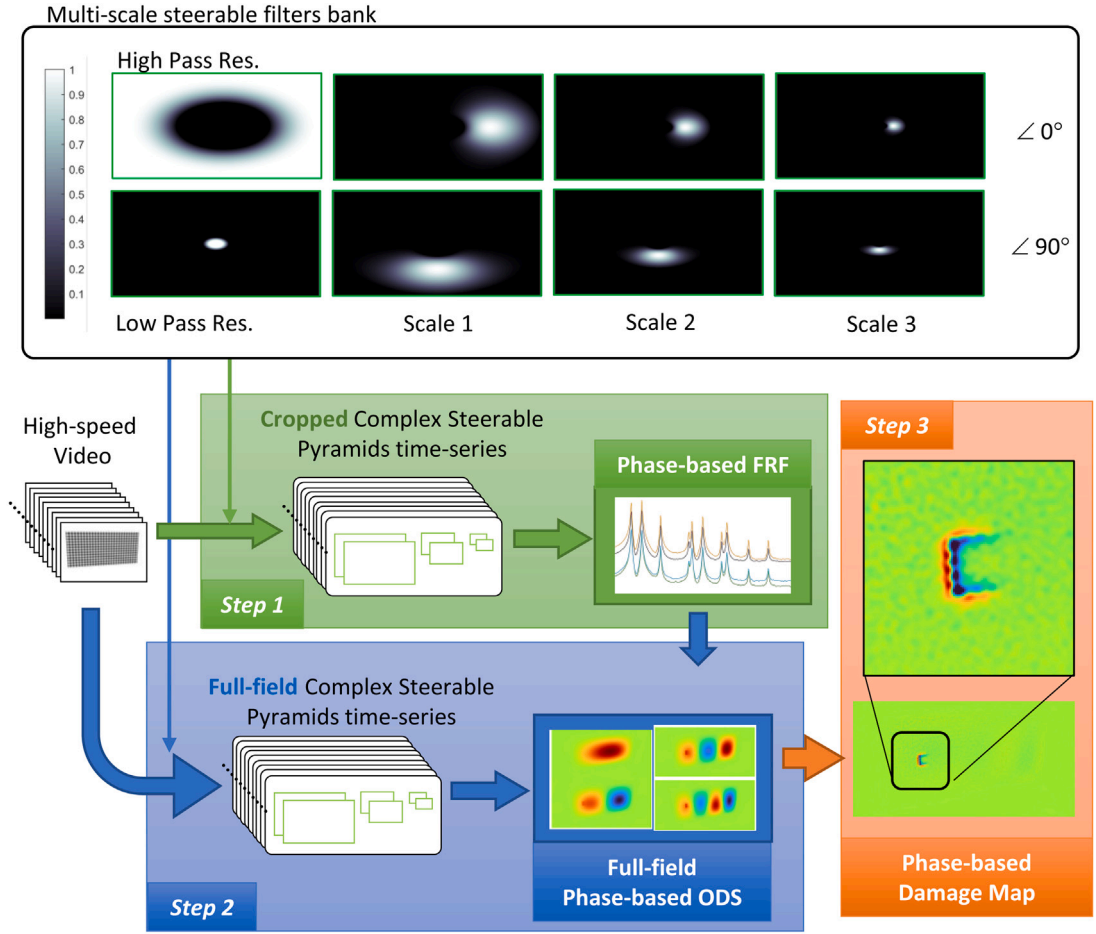 Multi-scale steerable filters bank
High Pass Res.
1
0.9
0.8
0.7
0.6
0.5
0.4
0.3
0.2
0.1
∠ 0°
∠ 90°
Low Pass Res.
Scale 1
Scale 2
Scale 3
High-speed
Video
Cropped Complex Steerable
Pyramids time-series
Phase-based FRF
Step 1
Full-field Complex Steerable
Pyramids time-series
Full-field
Phase-based ODS
Step 2
Step 3
Phase-based
Damage Map